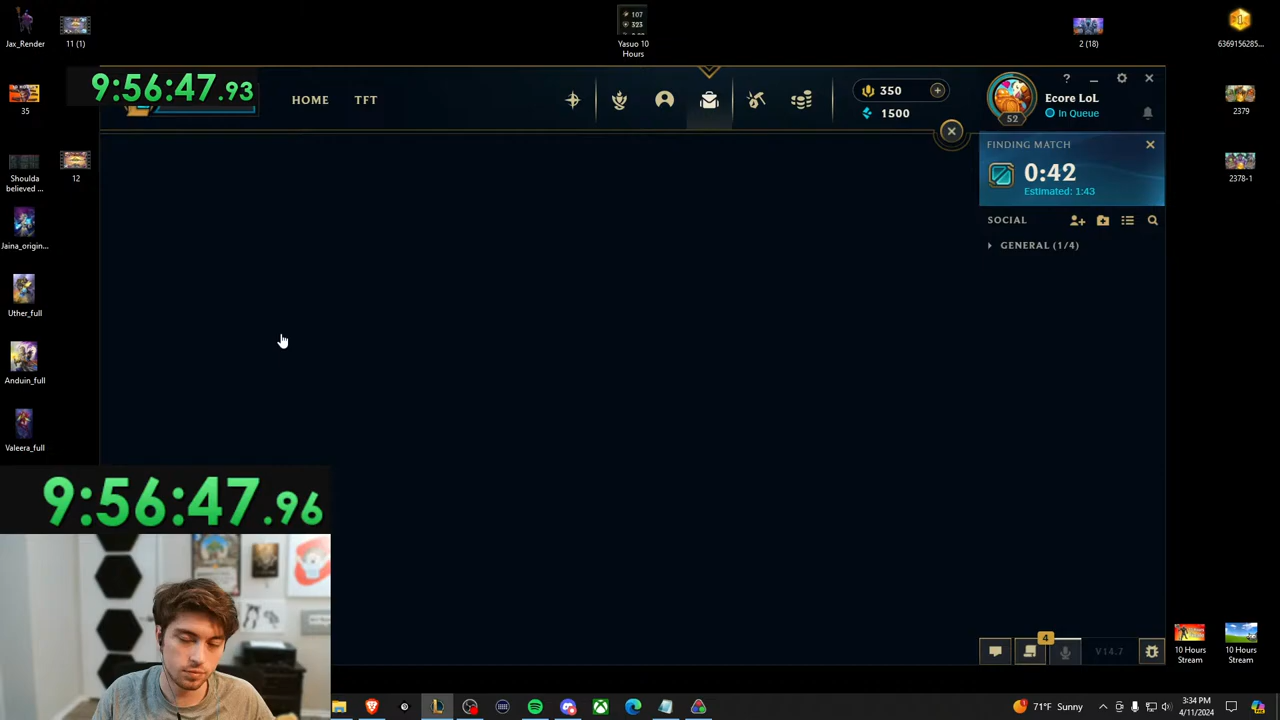 Jax_Render
11 (1)
Yasuo 10
Hours
107
323
2 (18)
6369156285...
9:56:47.93
HOME
TFT
350
1500
52
Ecore LoL
In Queue
35
2379
FINDING MATCH
0:42
Estimated: 1:43
Shoulda
believed ...
12
2378-1
SOCIAL
GENERAL (1/4)
Jaina_origin...
Uther_full
Anduin_full
Valeera_full
9:56:47.96
4
V14.7
10 Hours
Stream
10 Hours
Stream
71°F Sunny
3:34 PM
4/11/2024